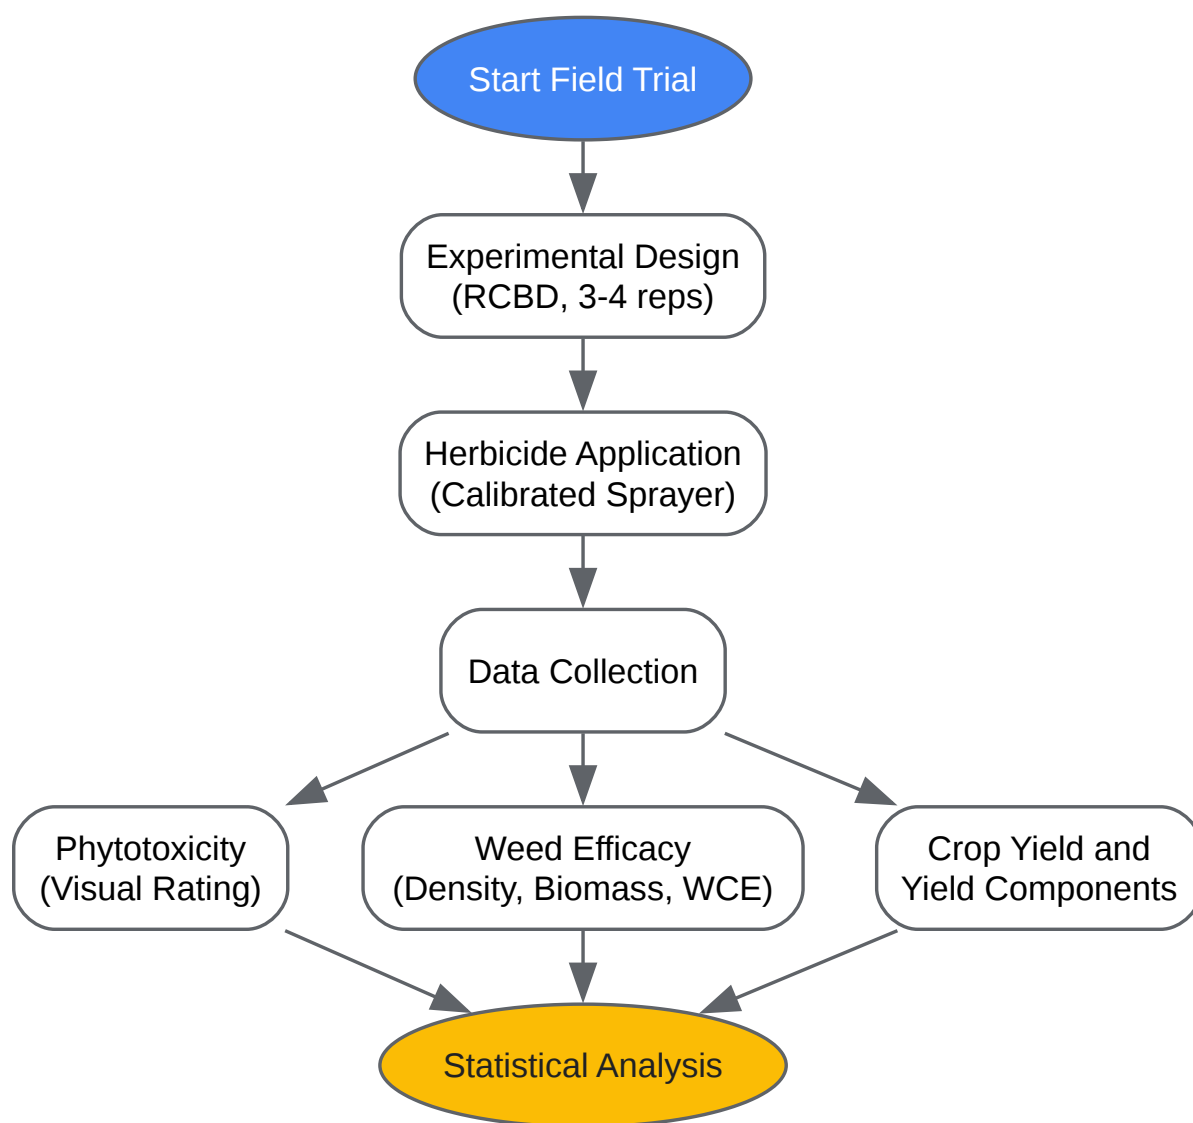 Start Field Trial
Experimental Design
(RCBD, 3-4 reps)
Herbicide Application
(Calibrated Sprayer)
Data Collection
Phytotoxicity
(Visual Rating)
Weed Efficacy
(Density, Biomass, WCE)
Crop Yield and
Yield Components
Statistical Analysis